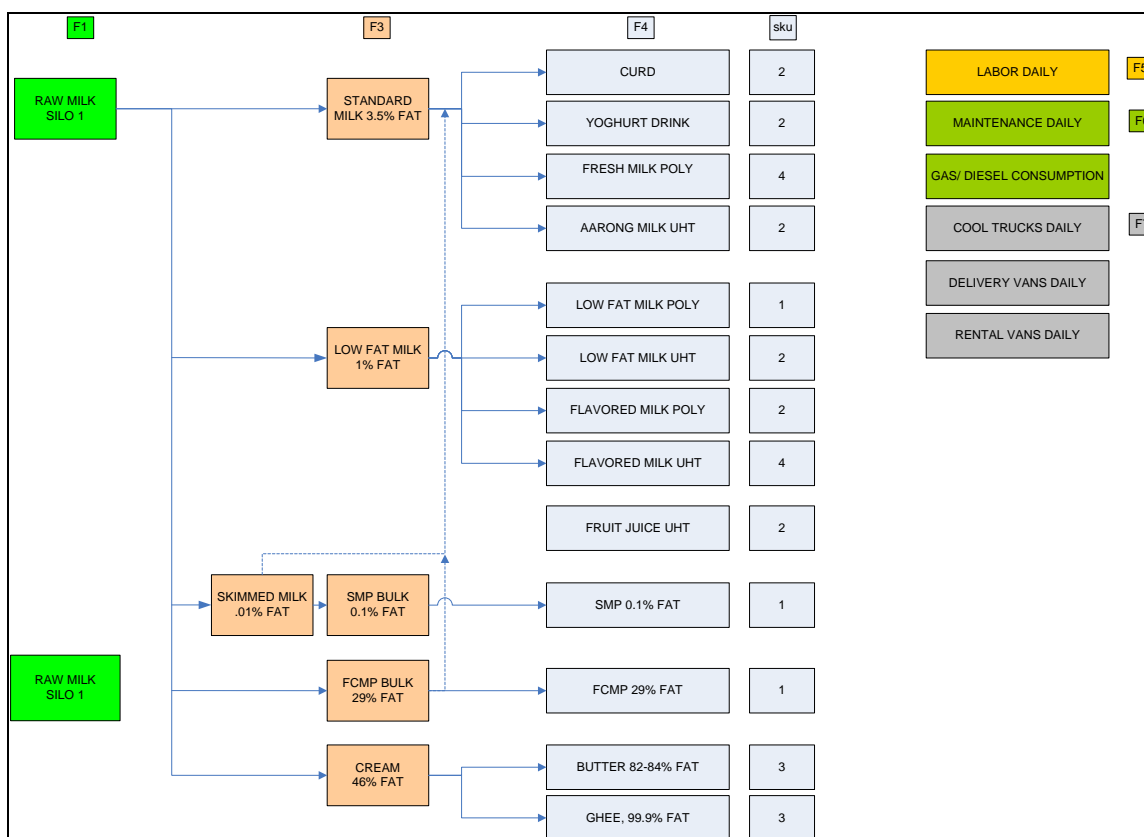 F1
F3
F4
sku
RAW MILK
SILO 1
STANDARD
MILK 3.5% FAT
CURD
2
YOGHURT DRINK
2
FRESH MILK POLY
4
AARONG MILK UHT
2
LOW FAT MILK
1% FAT
LOW FAT MILK POLY
1
LOW FAT MILK UHT
2
FLAVORED MILK POLY
2
FLAVORED MILK UHT
4
FRUIT JUICE UHT
2
SKIMMED MILK
.01% FAT
SMP BULK
0.1% FAT
SMP 0.1% FAT
1
RAW MILK
SILO 1
FCMP BULK
29% FAT
FCMP 29% FAT
1
CREAM
46% FAT
BUTTER 82-84% FAT
3
GHEE, 99.9% FAT
3
LABOR DAILY
F5
MAINTENANCE DAILY
GAS/ DIESEL CONSUMPTION
COOL TRUCKS DAILY
DELIVERY VANS DAILY
RENTAL VANS DAILY